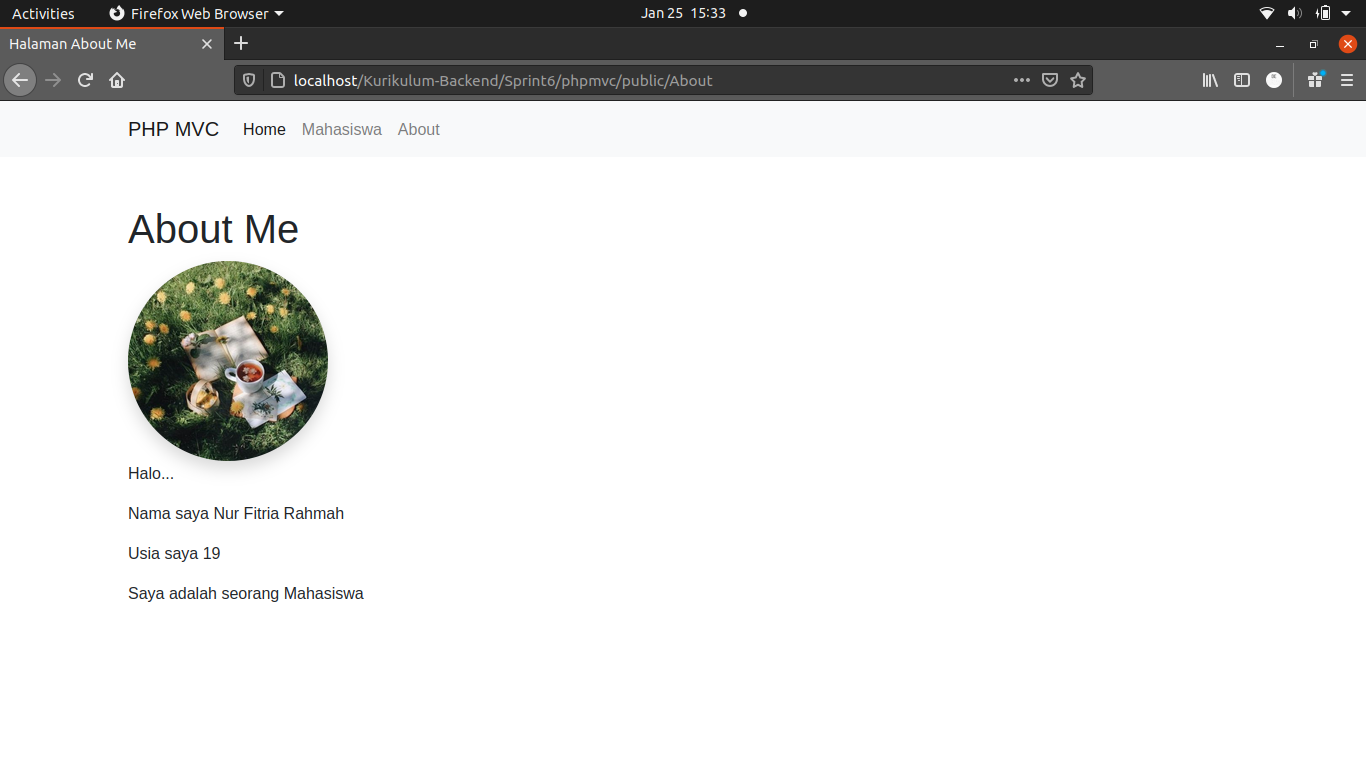 Activities Firefox Web Browser Jan 25 15:33
Halaman About Me
localhost/Kurikulum-Backend/Sprint6/phpmvc/public/About
PHP MVC Home Mahasiswa About
About Me
Halo...
Nama saya Nur Fitria Rahmah
Usia saya 19
Saya adalah seorang Mahasiswa